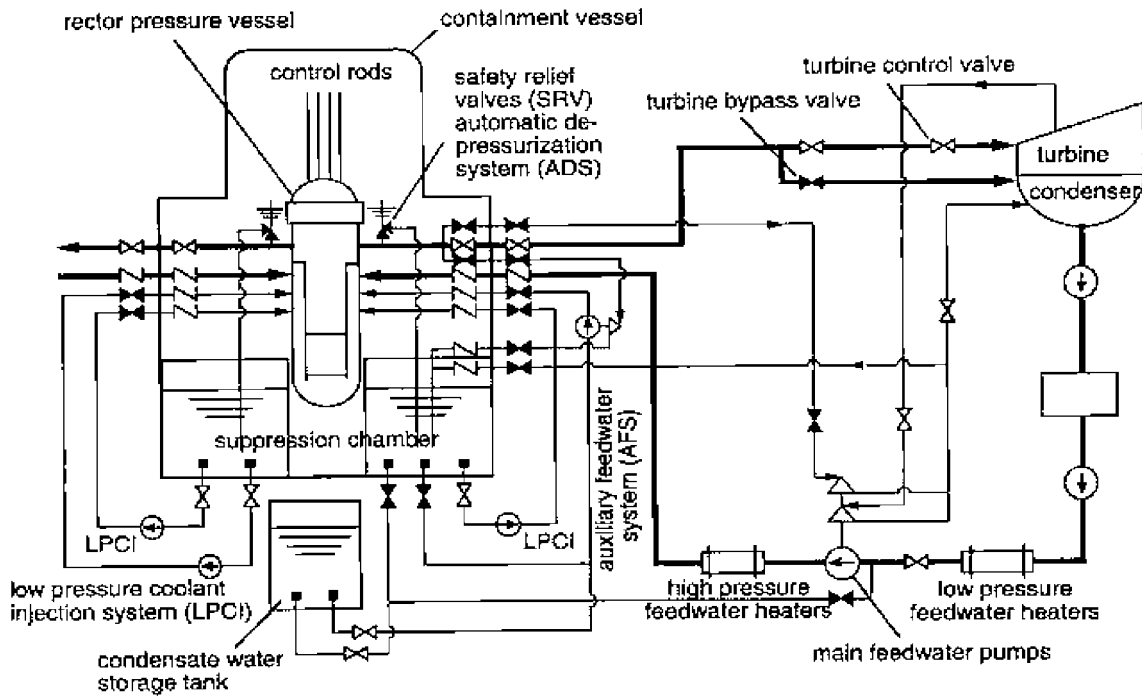 rector pressure vessel
containment vessel
control rods
safety relief
valves (SRV)
automatic de-
pressurization
system (ADS)
turbine control valve
turbine bypass valve
turbine
condenser
suppression chamber
auxilliary feedwater
system (AFS)
LPCI
LPCI
low pressure coolant
injection system (LPCI)
condensate water
storage tank
high pressure
feedwater heaters
low pressure
feedwater heaters
main feedwater pumps